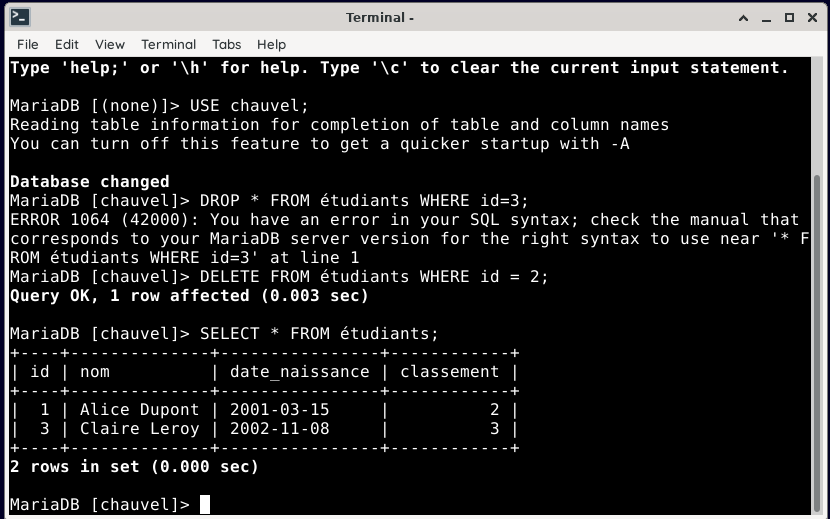 Terminal -
File Edit View Terminal Tabs Help
Type 'help;' or '\h' for help. Type '\c' to clear the current input statement.
MariaDB [(none)]> USE chauvel;
Reading table information for completion of table and column names
You can turn off this feature to get a quicker startup with -A
Database changed
MariaDB [chauvel]> DROP * FROM étudiants WHERE id=3;
ERROR 1064 (42000): You have an error in your SQL syntax; check the manual that
corresponds to your MariaDB server version for the right syntax to use near '* F
ROM étudiants WHERE id=3' at line 1
MariaDB [chauvel]> DELETE FROM étudiants WHERE id = 2;
Query OK, 1 row affected (0.003 sec)
MariaDB [chauvel]> SELECT * FROM étudiants;
+----+--------------+----------------+------------+
| id | nom          | date_naissance | classement |
+----+--------------+----------------+------------+
|  1 | Alice Dupont | 2001-03-15     |          2 |
|  3 | Claire Leroy | 2002-11-08     |          3 |
+----+--------------+----------------+------------+
2 rows in set (0.000 sec)
MariaDB [chauvel]>